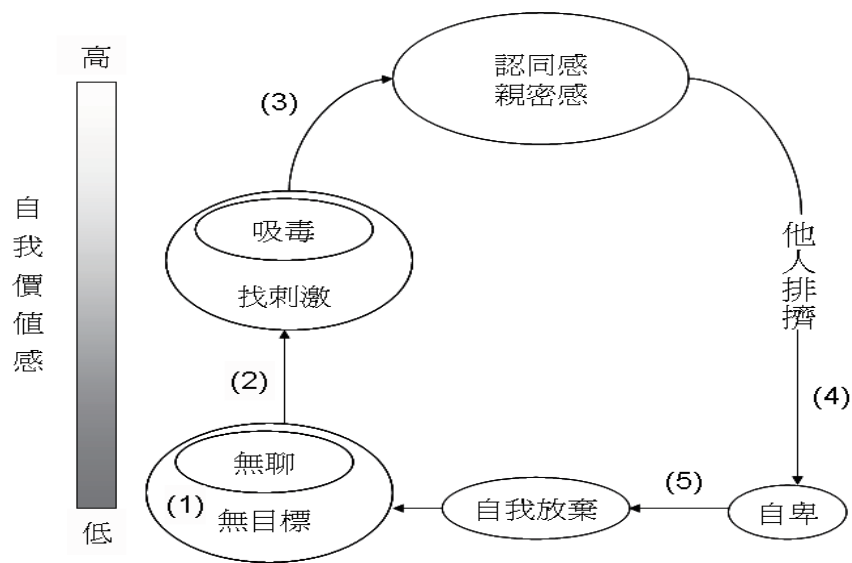 高
自我價值感
低
認同感
親密感
(3)
吸毒
找刺激
他人排擠
(2)
(4)
無聊
(1)
無目標
自我放棄
(5)
自卑